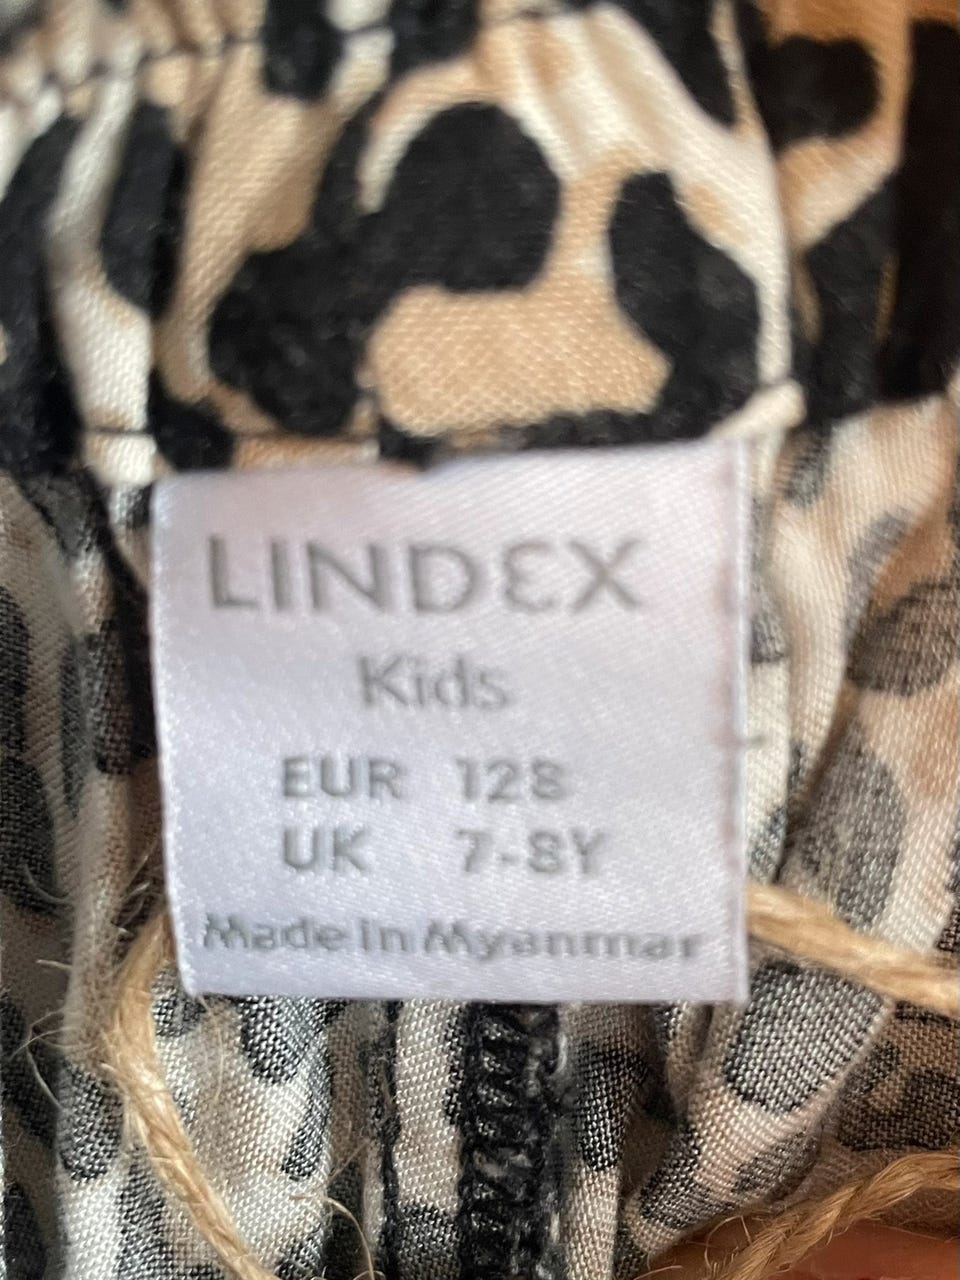 LINDEX
Kids
EUR 128
UK 7-8Y
Made in Myanmar